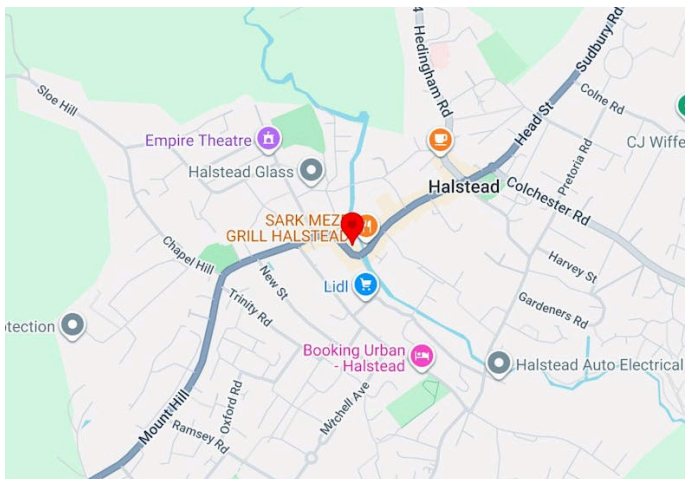 Sloe Hill
Hedingham Rd
Sudbury Rd
Head St
Colne Rd
Empire Theatre
CJ Wiffe
Halstead Glass
Pretoria Rd
Halstead
Colchester Rd
SARK MEZ
GRILL HALSTEAD
Chapel Hill
New St
Harvey St
Lidl
Trinity Rd
Gardeners Rd
otection
Booking Urban
- Halstead
Halstead Auto Electrical
Oxford Rd
Mitchell Ave
Mount Hill
Ramsey Rd